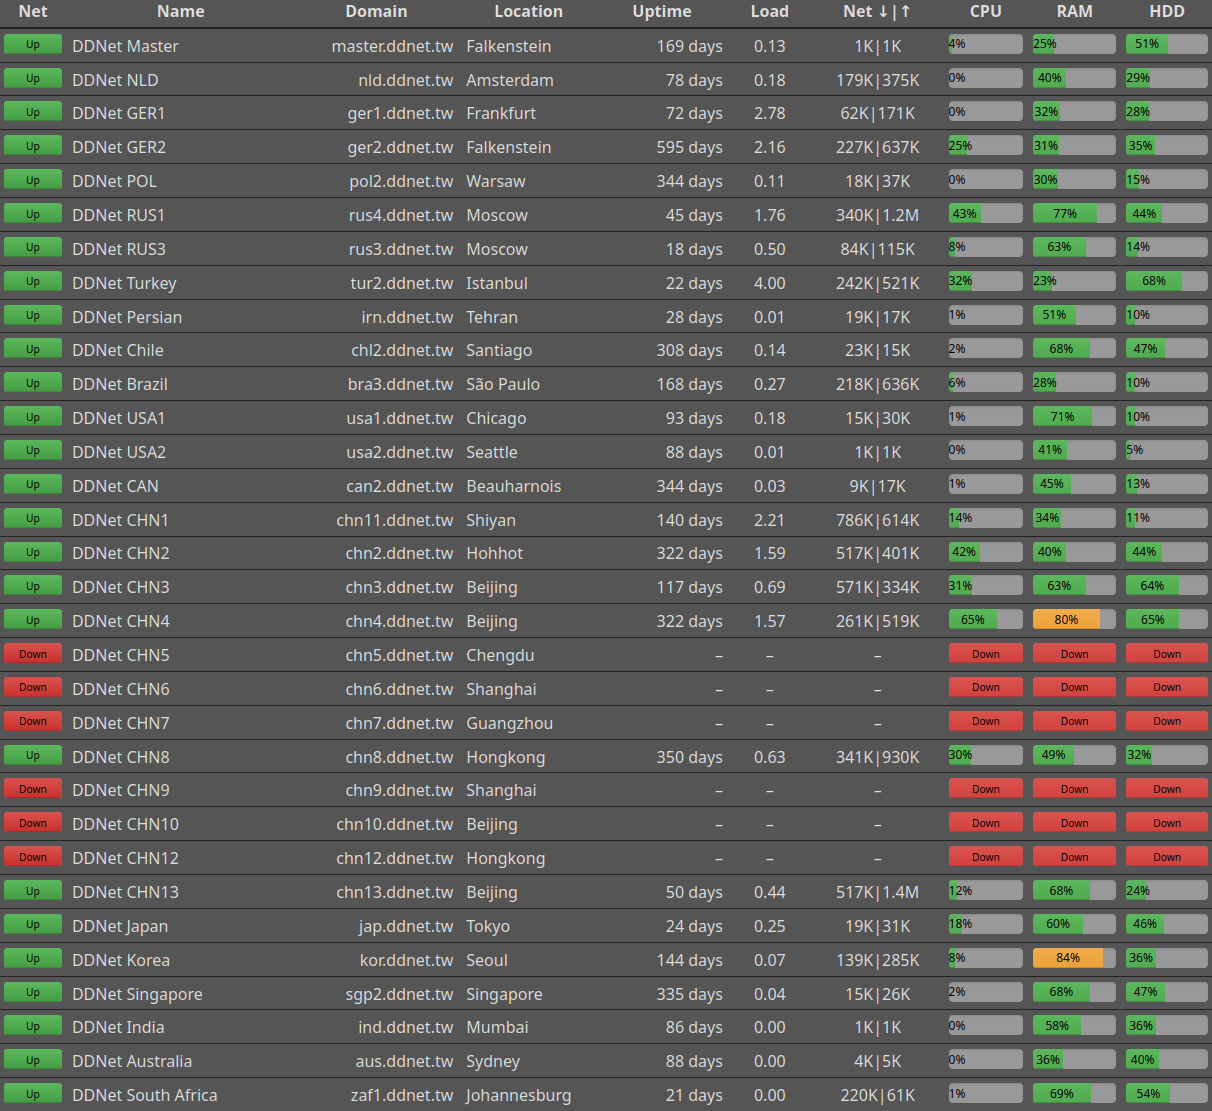 Net Name Domain Location Uptime Load Net ↓|↑ CPU RAM HDD
Up DDNet Master master.ddnet.tw Falkenstein 169 days 0.13 1K|1K 4% 25% 51%
Up DDNet NLD nld.ddnet.tw Amsterdam 78 days 0.18 179K|375K 0% 40% 29%
Up DDNet GER1 ger1.ddnet.tw Frankfurt 72 days 2.78 62K|171K 0% 32% 28%
Up DDNet GER2 ger2.ddnet.tw Falkenstein 595 days 2.16 227K|637K 25% 31% 35%
Up DDNet POL pol2.ddnet.tw Warsaw 344 days 0.11 18K|37K 0% 30% 15%
Up DDNet RUS1 rus4.ddnet.tw Moscow 45 days 1.76 340K|1.2M 43% 77% 44%
Up DDNet RUS3 rus3.ddnet.tw Moscow 18 days 0.50 84K|115K 8% 63% 14%
Up DDNet Turkey tur2.ddnet.tw Istanbul 22 days 4.00 242K|521K 32% 23% 68%
Up DDNet Persian irn.ddnet.tw Tehran 28 days 0.01 19K|17K 1% 51% 10%
Up DDNet Chile chl2.ddnet.tw Santiago 308 days 0.14 23K|15K 2% 68% 47%
Up DDNet Brazil bra3.ddnet.tw São Paulo 168 days 0.27 218K|636K 6% 28% 10%
Up DDNet USA1 usa1.ddnet.tw Chicago 93 days 0.18 15K|30K 1% 71% 10%
Up DDNet USA2 usa2.ddnet.tw Seattle 88 days 0.01 1K|1K 0% 41% 5%
Up DDNet CAN can2.ddnet.tw Beauharnois 344 days 0.03 9K|17K 1% 45% 13%
Up DDNet CHN1 chn11.ddnet.tw Shiyan 140 days 2.21 786K|614K 14% 34% 11%
Up DDNet CHN2 chn2.ddnet.tw Hohhot 322 days 1.59 517K|401K 42% 40% 44%
Up DDNet CHN3 chn3.ddnet.tw Beijing 117 days 0.69 571K|334K 31% 63% 64%
Up DDNet CHN4 chn4.ddnet.tw Beijing 322 days 1.57 261K|519K 65% 80% 65%
Down DDNet CHN5 chn5.ddnet.tw Chengdu – – – Down Down Down
Down DDNet CHN6 chn6.ddnet.tw Shanghai – – – Down Down Down
Down DDNet CHN7 chn7.ddnet.tw Guangzhou – – – Down Down Down
Up DDNet CHN8 chn8.ddnet.tw Hongkong 350 days 0.63 341K|930K 30% 49% 32%
Down DDNet CHN9 chn9.ddnet.tw Shanghai – – – Down Down Down
Down DDNet CHN10 chn10.ddnet.tw Beijing – – – Down Down Down
Down DDNet CHN12 chn12.ddnet.tw Hongkong – – – Down Down Down
Up DDNet CHN13 chn13.ddnet.tw Beijing 50 days 0.44 517K|1.4M 12% 68% 24%
Up DDNet Japan jap.ddnet.tw Tokyo 24 days 0.25 19K|31K 18% 60% 46%
Up DDNet Korea kor.ddnet.tw Seoul 144 days 0.07 139K|285K 8% 84% 36%
Up DDNet Singapore sgp2.ddnet.tw Singapore 335 days 0.04 15K|26K 2% 68% 47%
Up DDNet India ind.ddnet.tw Mumbai 86 days 0.00 1K|1K 0% 58% 36%
Up DDNet Australia aus.ddnet.tw Sydney 88 days 0.00 4K|5K 0% 36% 40%
Up DDNet South Africa zaf1.ddnet.tw Johannesburg 21 days 0.00 220K|61K 1% 69% 54%